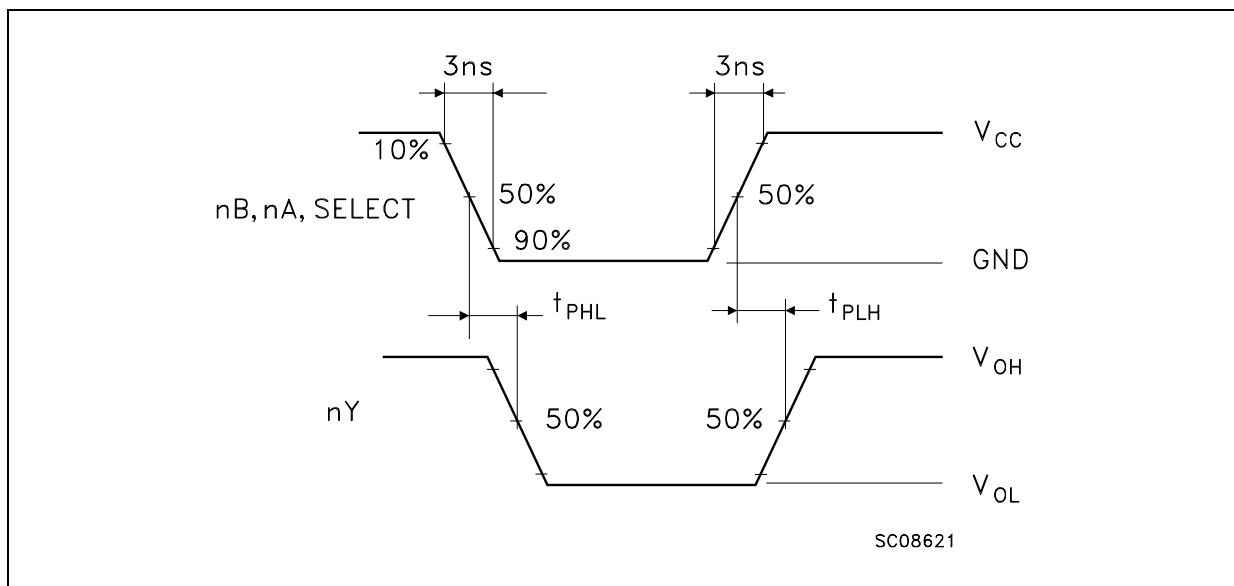 3ns 3ns
10% V_CC
nB, nA, SELECT 50% 50%
90% GND
t_PHL t_PLH
V_OH
nY 50% 50%
V_OL
SC08621